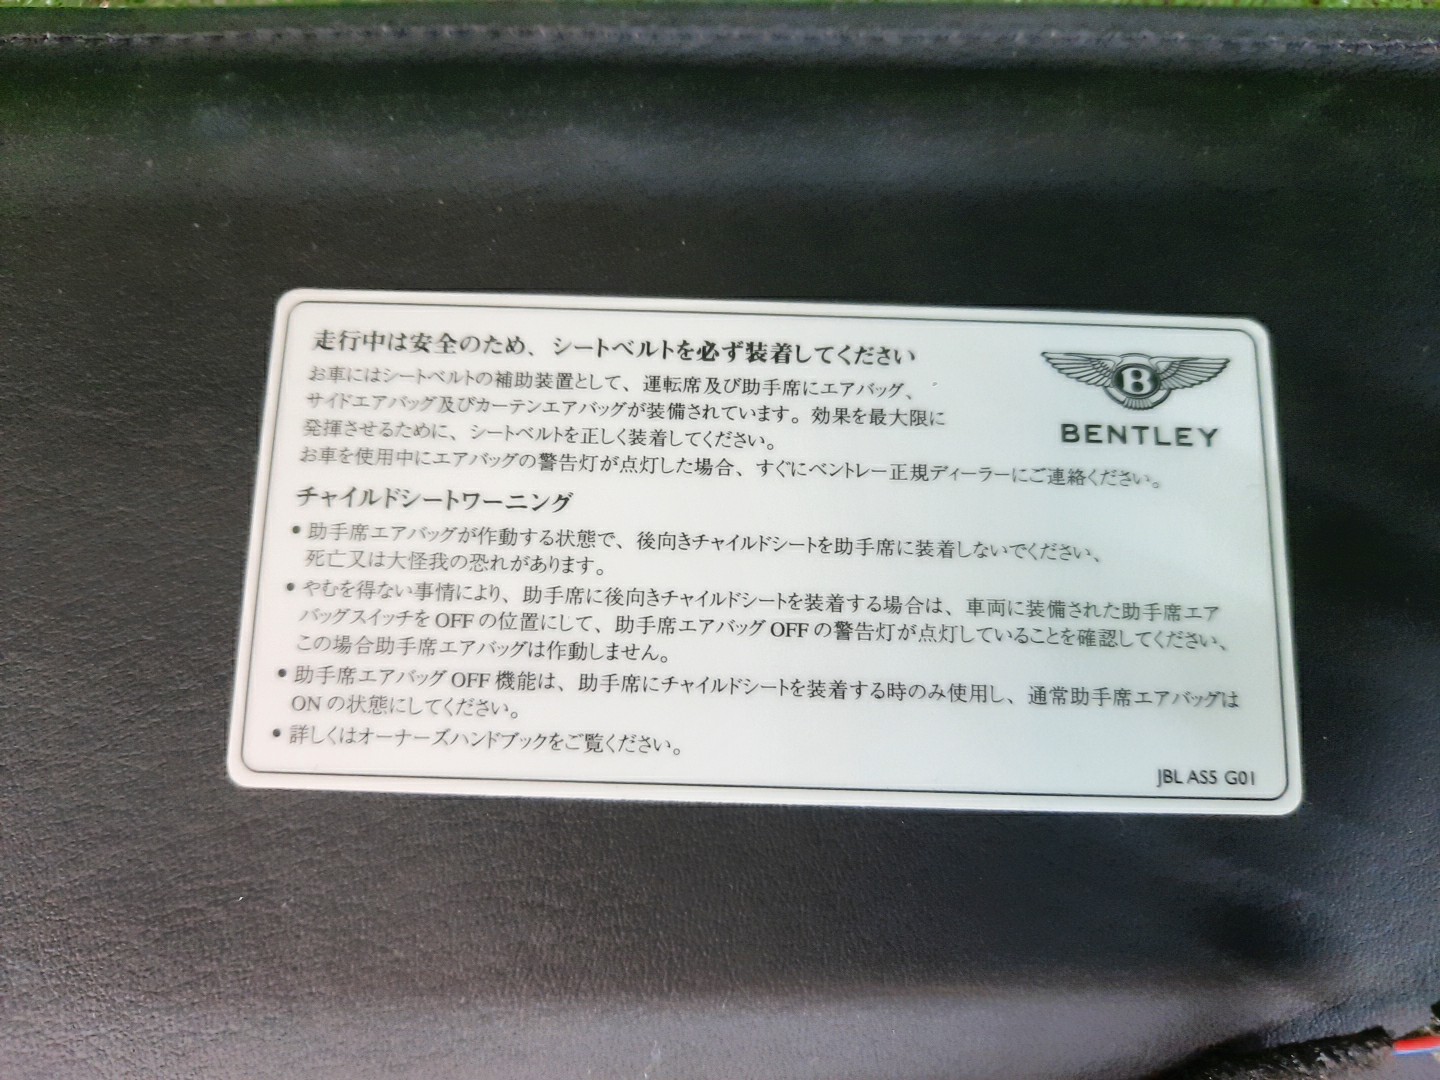 走行中は安全のため、シートベルトを必ず装着してください
お車にはシートベルトの補助装置として、運転席及び助手席にエアバッグ、
サイドエアバッグ及びカーテンエアバッグが装備されています。効果を最大限に
発揮させるために、シートベルトを正しく装着してください。
お車を使用中にエアバッグの警告灯が点灯した場合、すぐにベントレー正規ディーラーにご連絡ください。
B
BENTLEY
チャイルドシートワーニング
• 助手席エアバッグが作動する状態で、後向きチャイルドシートを助手席に装着しないでください、
死亡又は大怪我の恐れがあります。
• やむを得ない事情により、助手席に後向きチャイルドシートを装着する場合は、車両に装備された助手席エア
バッグスイッチをOFFの位置にして、助手席エアバッグOFFの警告灯が点灯していることを確認してください、
この場合助手席エアバッグは作動しません。
• 助手席エアバッグOFF機能は、助手席にチャイルドシートを装着する時のみ使用し、通常助手席エアバッグは
ONの状態にしてください。
• 詳しくはオーナーズハンドブックをご覧ください。
JBL AS5 G01